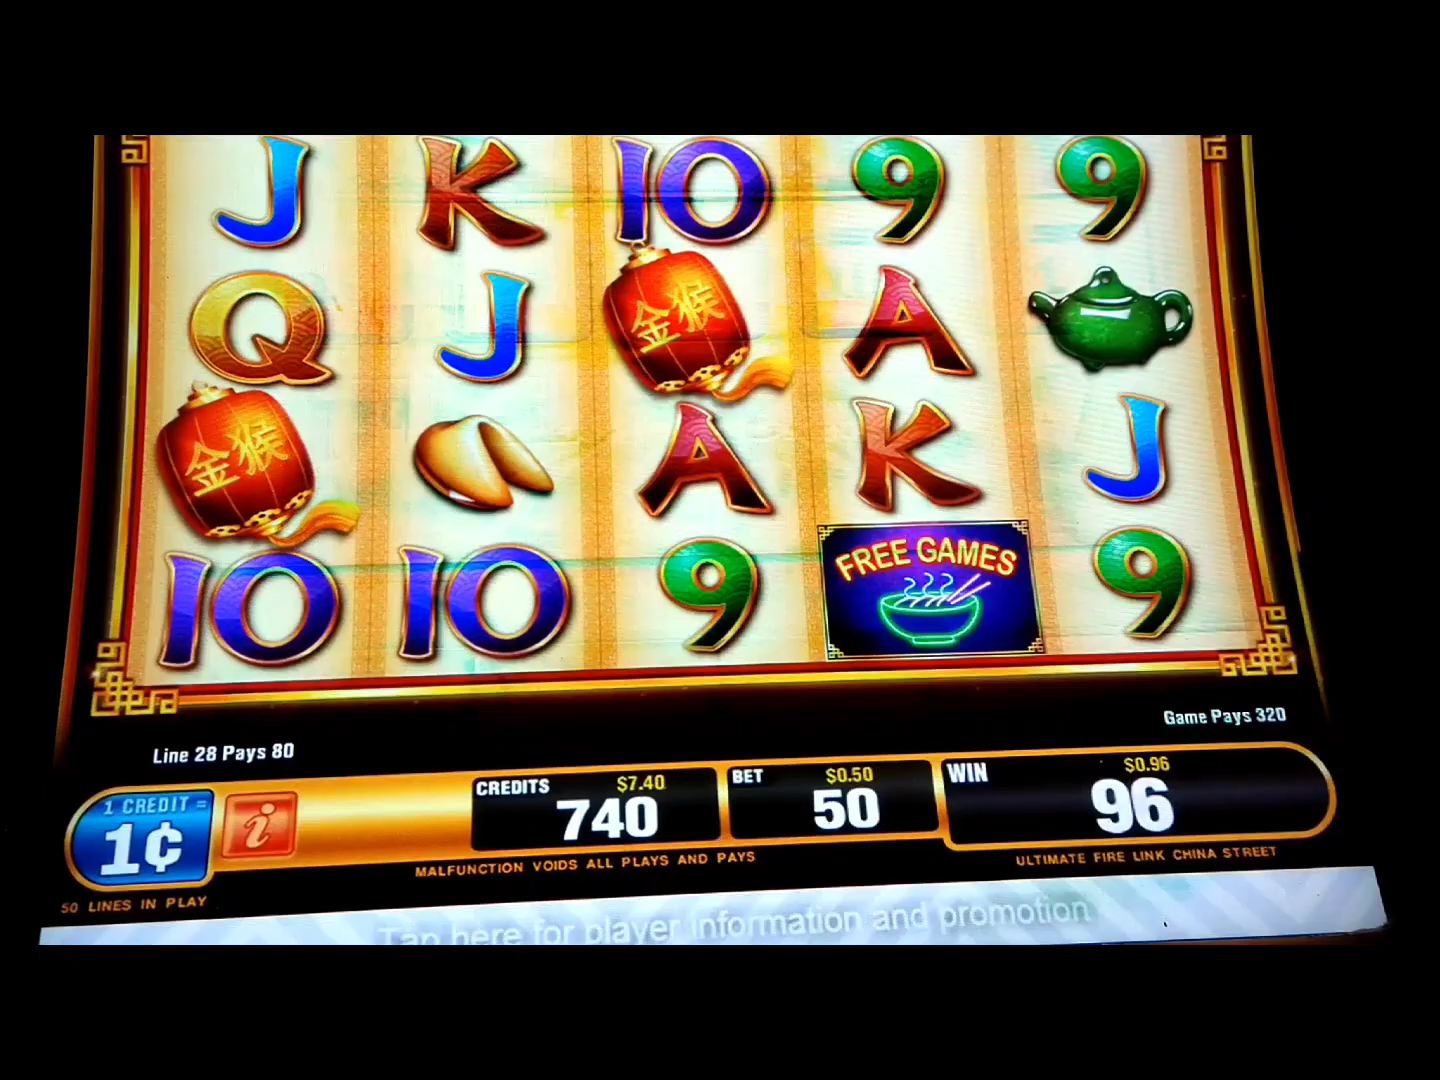 J K 10 9 9
Q J 金猴 A
金猴 A K J
10 10 9 FREE GAMES 9
Line 28 Pays 80
Game Pays 320
1 CREDIT =
1¢
CREDITS $7.40
740
BET $0.50
50
WIN $0.96
96
50 LINES IN PLAY
MALFUNCTION VOIDS ALL PLAYS AND PAYS
ULTIMATE FIRE LINK CHINA STREET
Tap here for player information and promotion